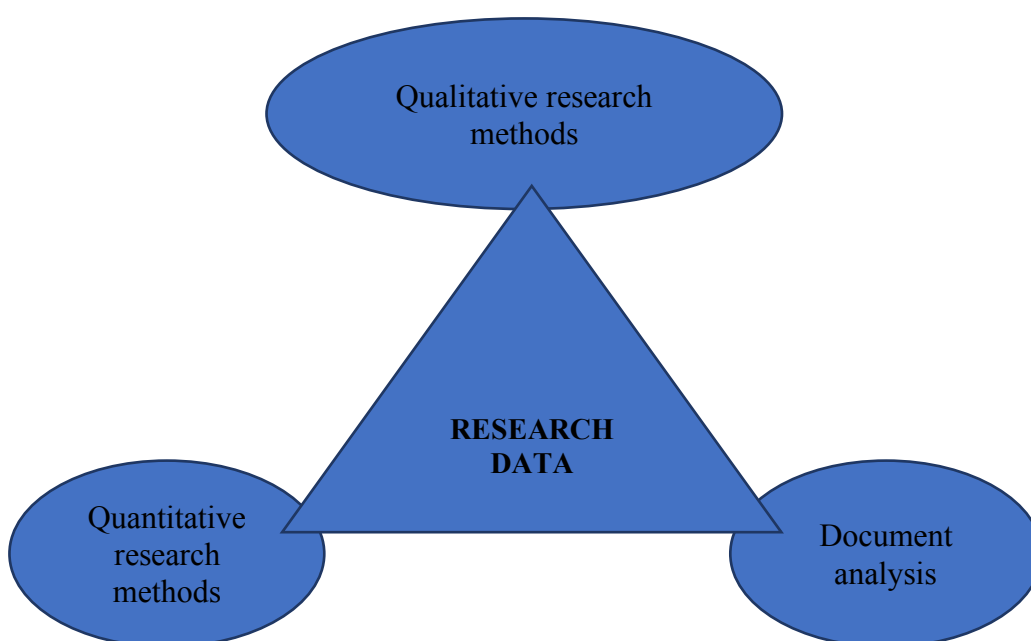 Qualitative research
methods
RESEARCH
DATA
Quantitative
research
methods
Document
analysis